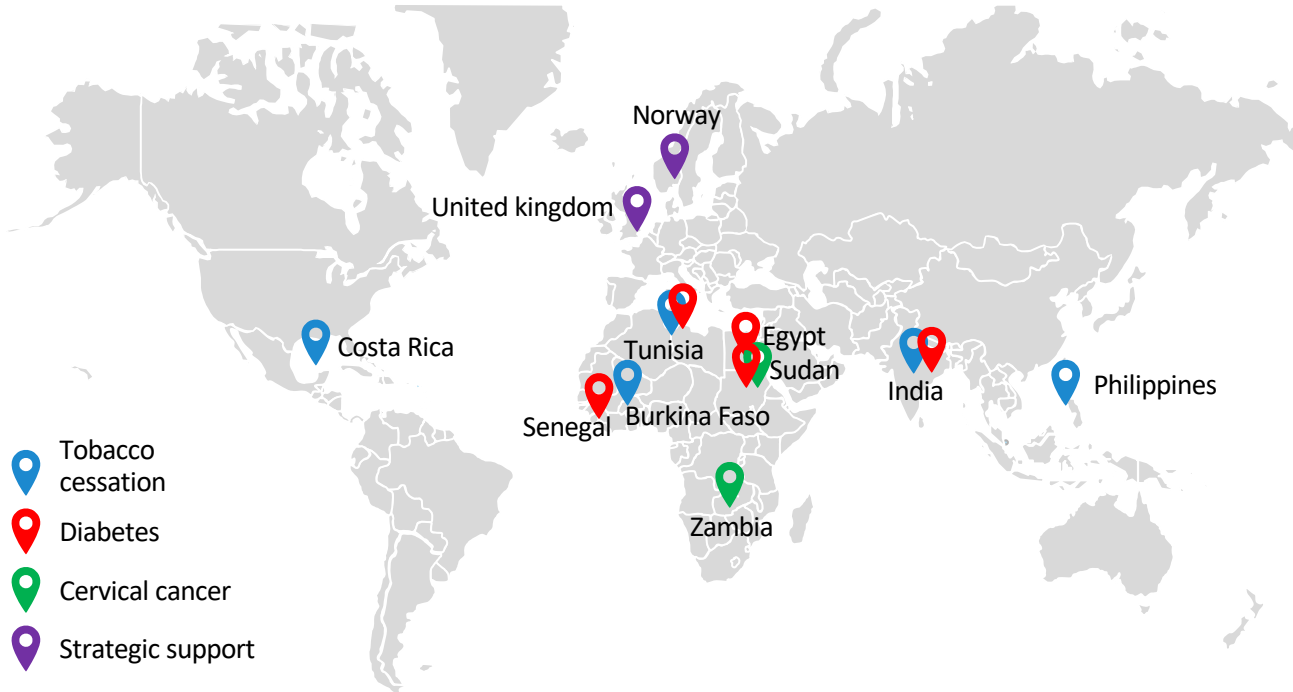 Norway
United kingdom
Costa Rica
Tunisia
Egypt
Sudan
India
Philippines
Senegal
Burkina Faso
Zambia
Tobacco
cessation
Diabetes
Cervical cancer
Strategic support